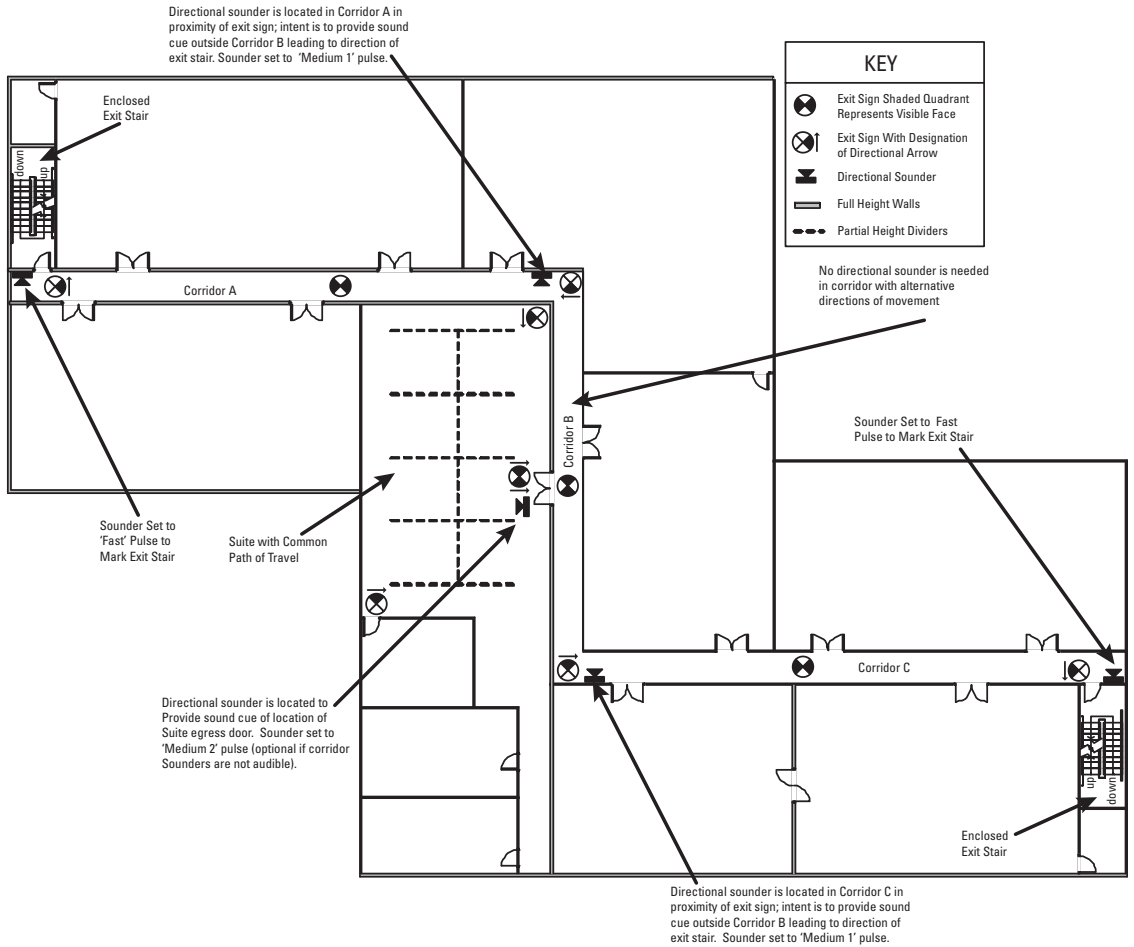 Directional sounder is located in Corridor A in
proximity of exit sign; intent is to provide sound
cue outside Corridor B leading to direction of
exit stair. Sounder set to ‘Medium 1’ pulse.
KEY
Exit Sign Shaded Quadrant
Represents Visible Face
Exit Sign With Designation
of Directional Arrow
Directional Sounder
Full Height Walls
Partial Height Dividers
Enclosed
Exit Stair
down
up
Corridor A
No directional sounder is needed
in corridor with alternative
directions of movement
Corridor B
Sounder Set to Fast
Pulse to Mark Exit Stair
Sounder Set to
‘Fast’ Pulse to
Mark Exit Stair
Suite with Common
Path of Travel
Corridor C
Directional sounder is located to
Provide sound cue of location of
Suite egress door. Sounder set to
‘Medium 2’ pulse (optional if corridor
Sounders are not audible).
up
down
Enclosed
Exit Stair
Directional sounder is located in Corridor C in
proximity of exit sign; intent is to provide sound
cue outside Corridor B leading to direction of
exit stair. Sounder set to ‘Medium 1’ pulse.